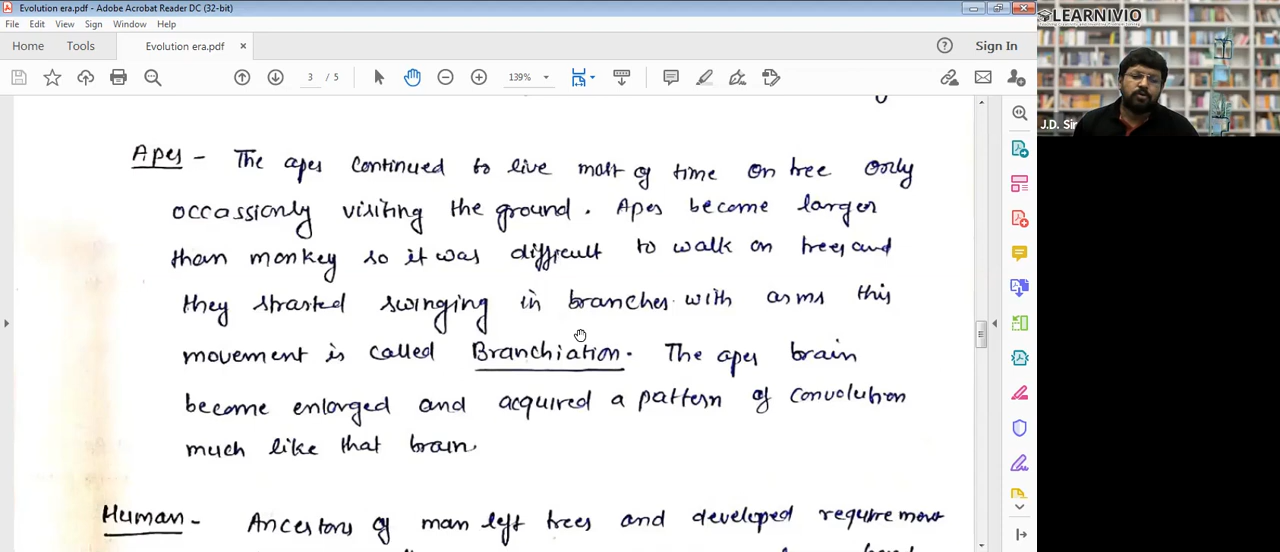 Evolution era.pdf - Adobe Acrobat Reader DC (32-bit)
File Edit View Sign Window Help
Home Tools Evolution era.pdf × Sign In
3 / 5 139%
LEARNIVIO
J.D. Sir
Apes - The apes continued to live most of time on tree only
occassionly visiting the ground. Apes become larger
than monkey so it was difficult to walk on trees and
they strasted swinging in branches with arms this
movement is called Branchiation. The apes brain
become enlorged and acquired a pattern of convolution
much like that brain.
Human - Ancestors of man left trees and developed requirement